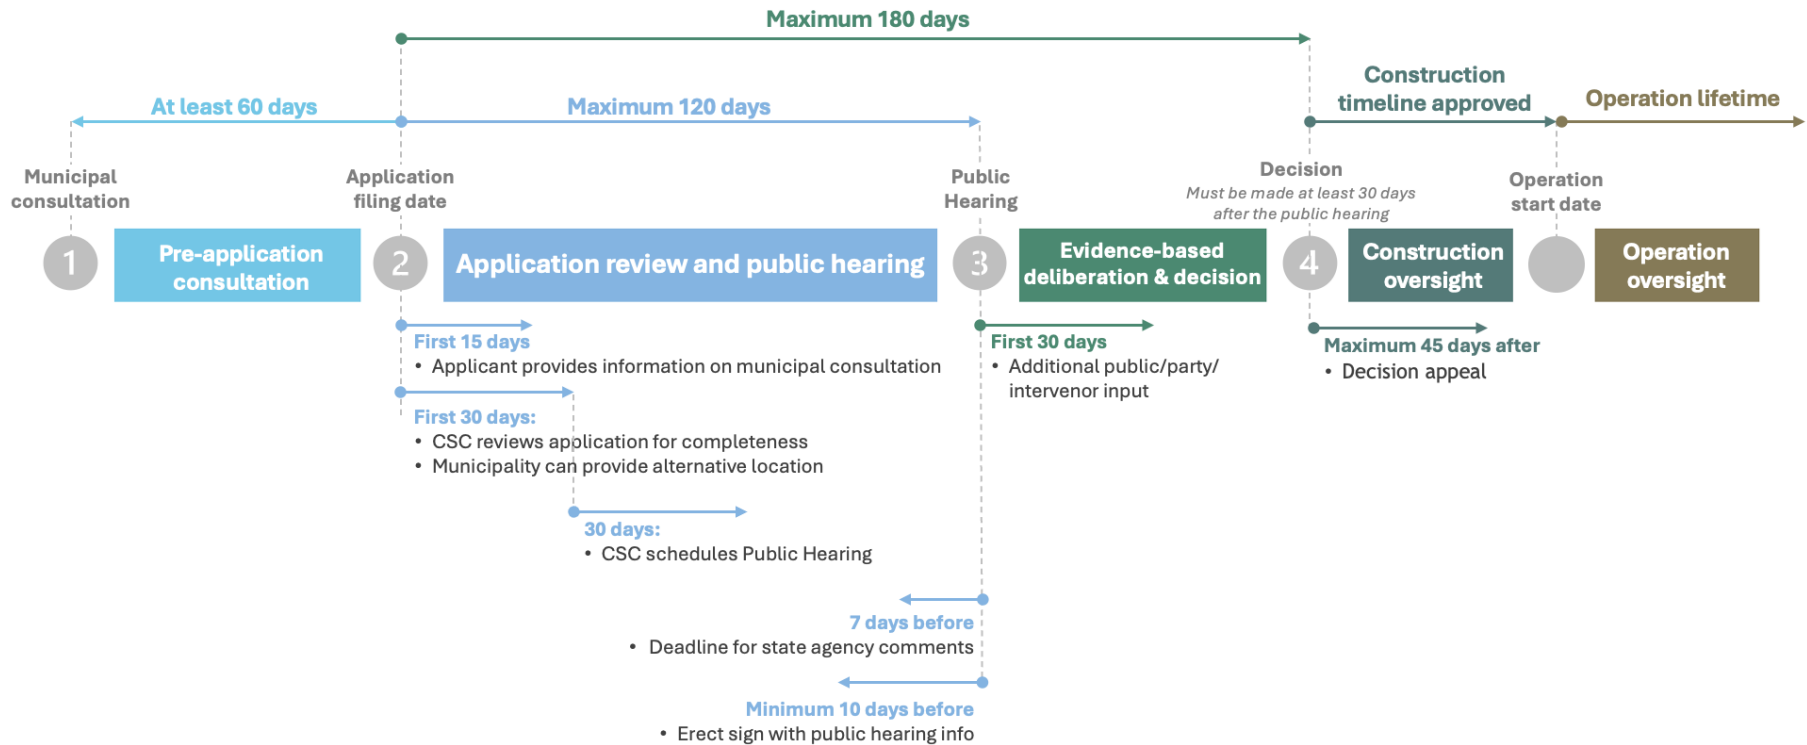 Maximum 180 days
At least 60 days
Maximum 120 days
Construction
timeline approved
Operation lifetime
Municipal
consultation
Application
filing date
Public
Hearing
Decision
Must be made at least 30 days
after the public hearing
Operation
start date
1
Pre-application
consultation
2
Application review and public hearing
3
Evidence-based
deliberation & decision
4
Construction
oversight
Operation
oversight
First 15 days
• Applicant provides information on municipal consultation
First 30 days:
• CSC reviews application for completeness
• Municipality can provide alternative location
30 days:
• CSC schedules Public Hearing
7 days before
• Deadline for state agency comments
Minimum 10 days before
• Erect sign with public hearing info
First 30 days
• Additional public/party/
intervenor input
Maximum 45 days after
• Decision appeal